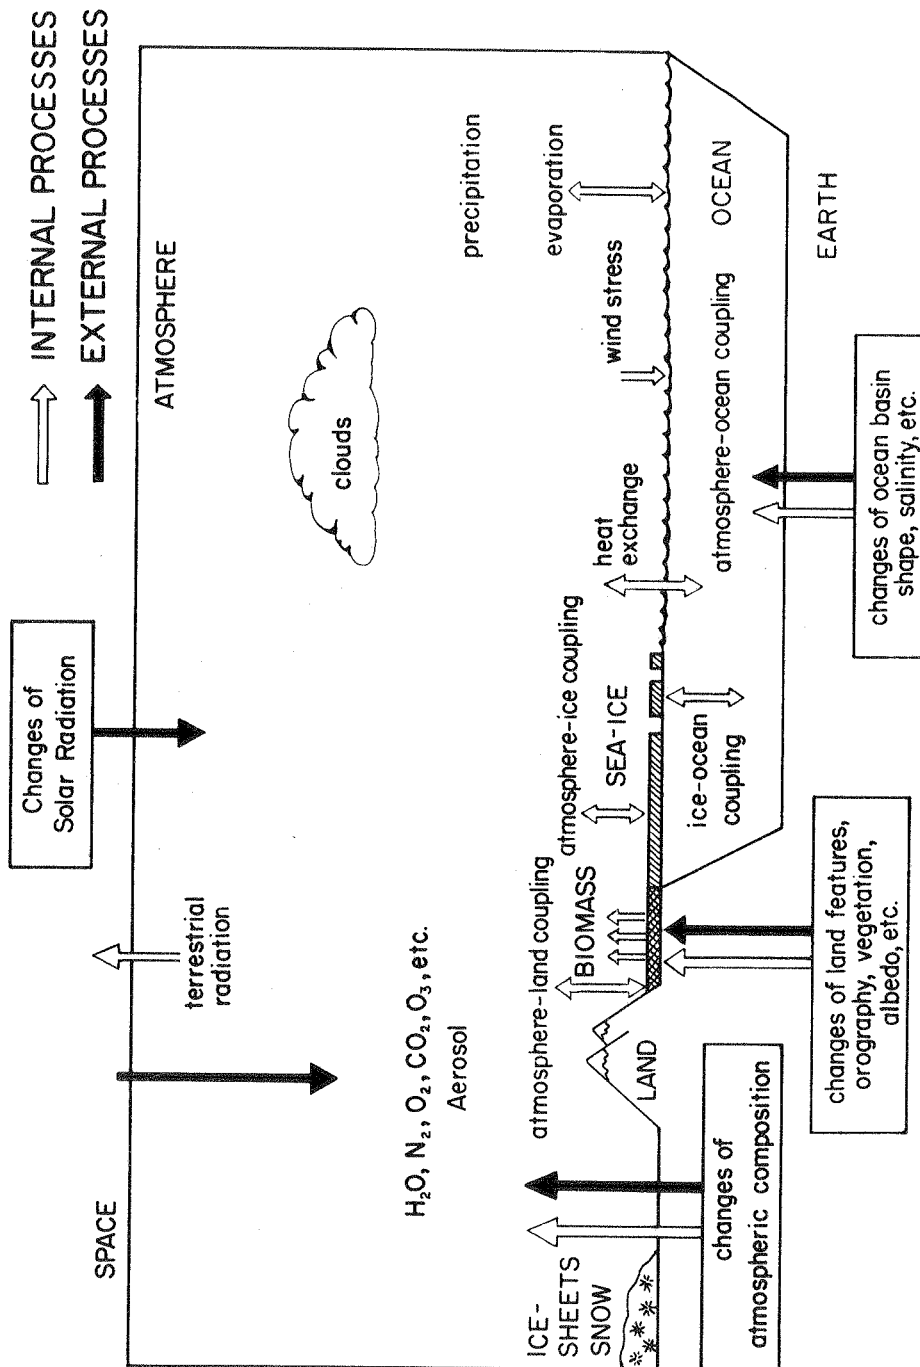 INTERNAL PROCESSES
EXTERNAL PROCESSES
Changes of
Solar Radiation
SPACE
ATMOSPHERE
terrestrial
radiation
clouds
H₂O, N₂, O₂, CO₂, O₃, etc.
Aerosol
precipitation
evaporation
ICE-
SHEETS
SNOW
atmosphere-land coupling
BIOMASS
LAND
atmosphere-ice coupling
SEA-ICE
heat
exchange
wind stress
ice-ocean
coupling
atmosphere-ocean coupling
OCEAN
EARTH
changes of
atmospheric composition
changes of land features,
orography, vegetation,
albedo, etc.
changes of ocean basin
shape, salinity, etc.